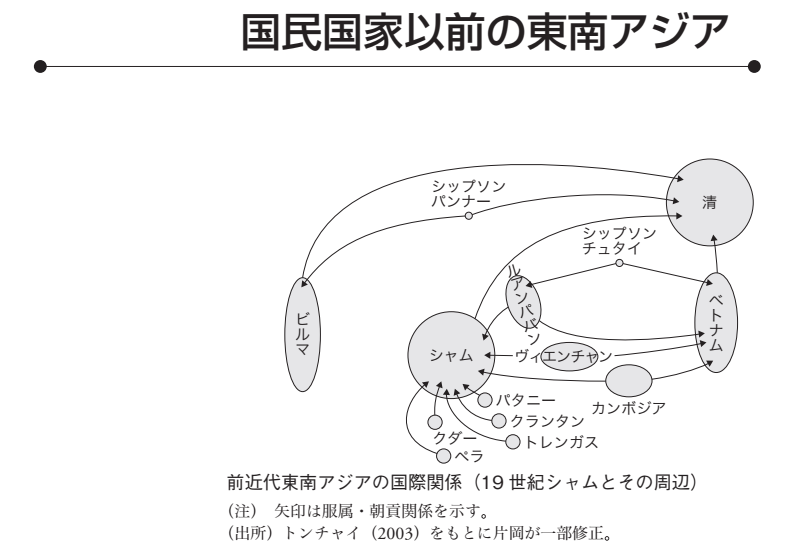 国民国家以前の東南アジア
シップソン
パンナー
清
シップソン
チュタイ
ルアンパバン
ベトナム
ビルマ
シャム
ヴィエンチャン
カンボジア
パタニー
クランタン
トレンガス
クダー
ペラ
前近代東南アジアの国際関係（19世紀シャムとその周辺）
（注）　矢印は服属・朝貢関係を示す。
（出所）トンチャイ（2003）をもとに片岡が一部修正。